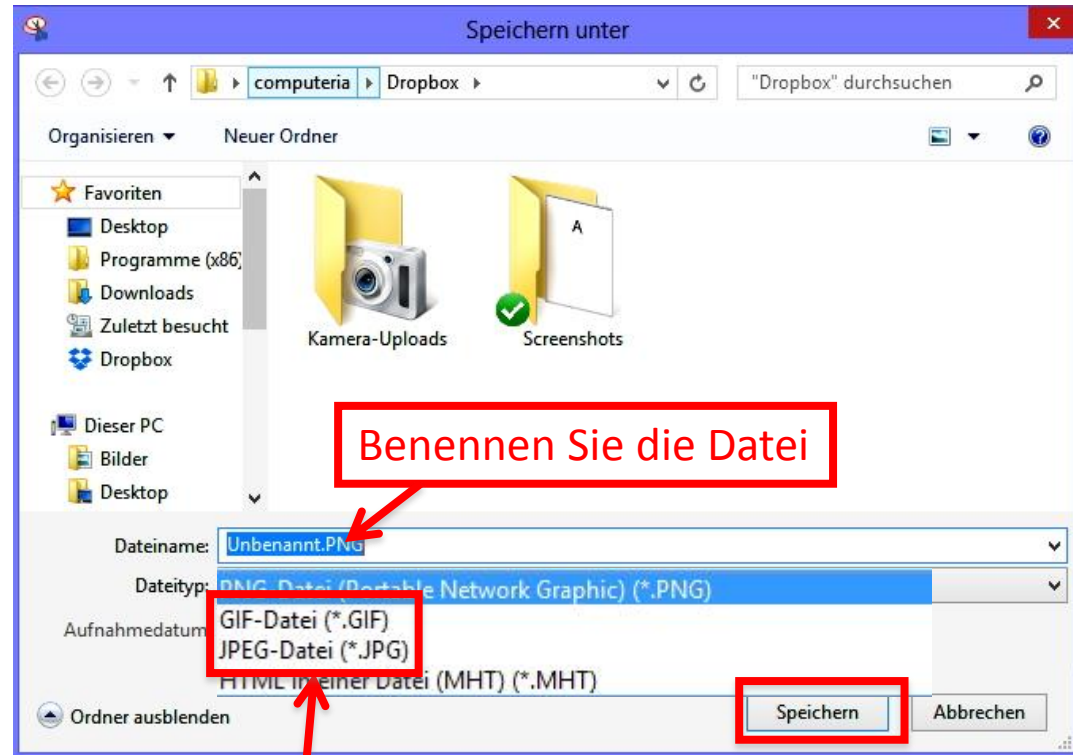 Speichern unter
×
computeria Dropbox
"Dropbox" durchsuchen
Organisieren
Neuer Ordner
Favoriten
Desktop
Programme (x86)
Downloads
Zuletzt besucht
Dropbox
Dieser PC
Bilder
Desktop
A
Kamera-Uploads
Screenshots
Benennen Sie die Datei
Dateiname: Unbenannt.PNG
Dateityp: PNG-Datei (Portable Network Graphic) (*.PNG)
Aufnahmedatum
GIF-Datei (*.GIF)
JPEG-Datei (*.JPG)
HTML in einer Datei (MHT) (*.MHT)
Ordner ausblenden
Speichern
Abbrechen